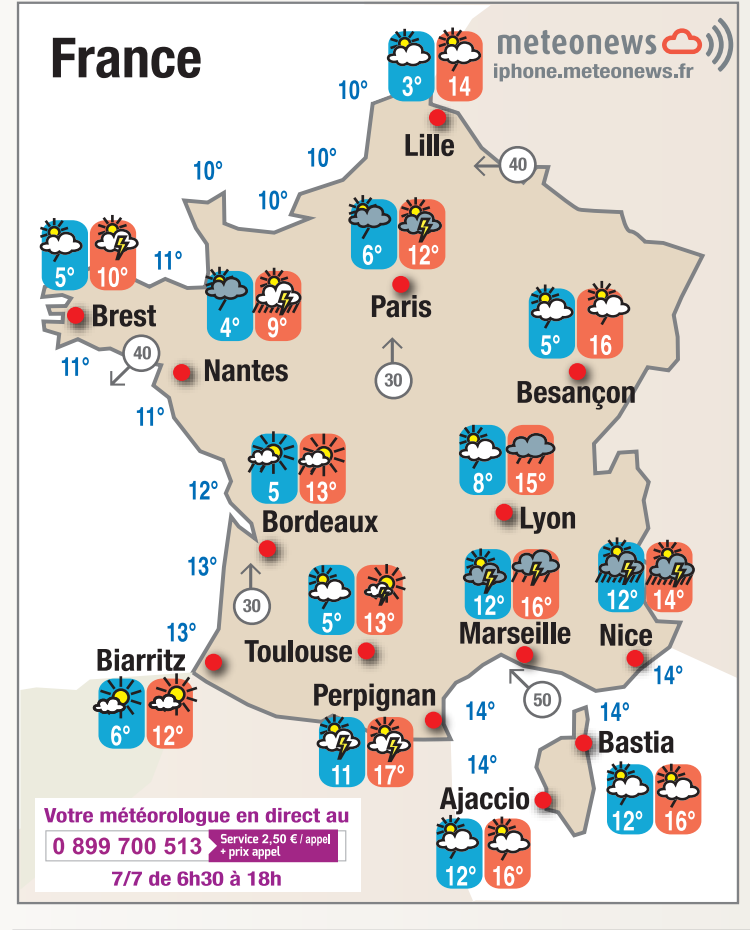 France
meteonews
iphone.meteonews.fr
3° 14
Lille
10°
10°
40
10°
10°
6° 12°
Paris
5° 10°
11°
Brest
4° 9°
Nantes
40
11°
11°
30
5° 16
Besançon
5 13°
Bordeaux
12°
8° 15°
Lyon
13°
30
5° 13°
Toulouse
12° 16°
Marseille
12° 14°
Nice
13°
Biarritz
6° 12°
14°
50
Perpignan
11 17°
14°
14°
14°
Bastia
12° 16°
Ajaccio
12° 16°
Votre météorologue en direct au
0 899 700 513
Service 2,50 € / appel
+ prix appel
7/7 de 6h30 à 18h